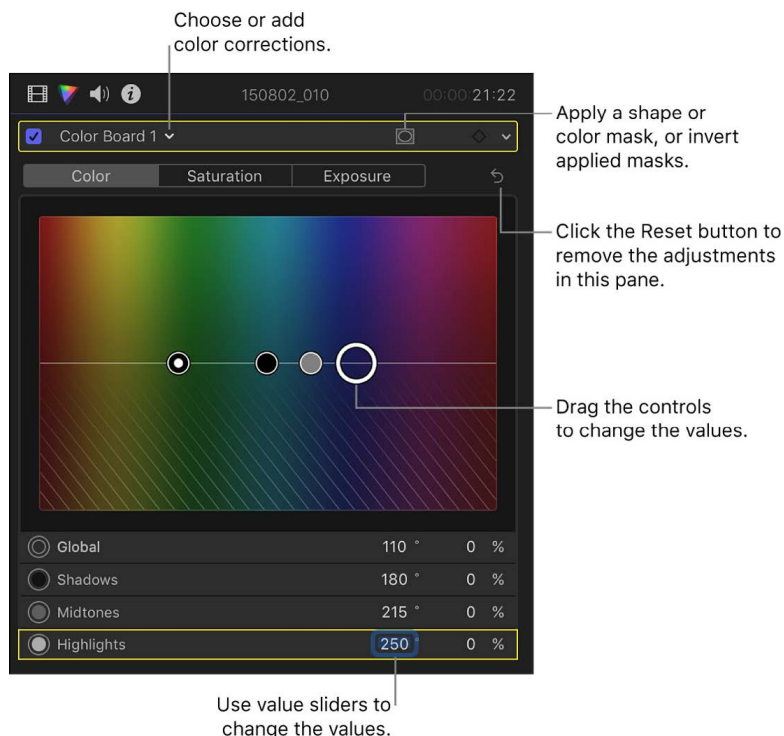 Choose or add
color corrections.
150802_010
00:00:21:22
Color Board 1
Apply a shape or
color mask, or invert
applied masks.
Color
Saturation
Exposure
Click the Reset button to
remove the adjustments
in this pane.
Drag the controls
to change the values.
Global 110 ° 0 %
Shadows 180 ° 0 %
Midtones 215 ° 0 %
Highlights 250 ° 0 %
Use value sliders to
change the values.